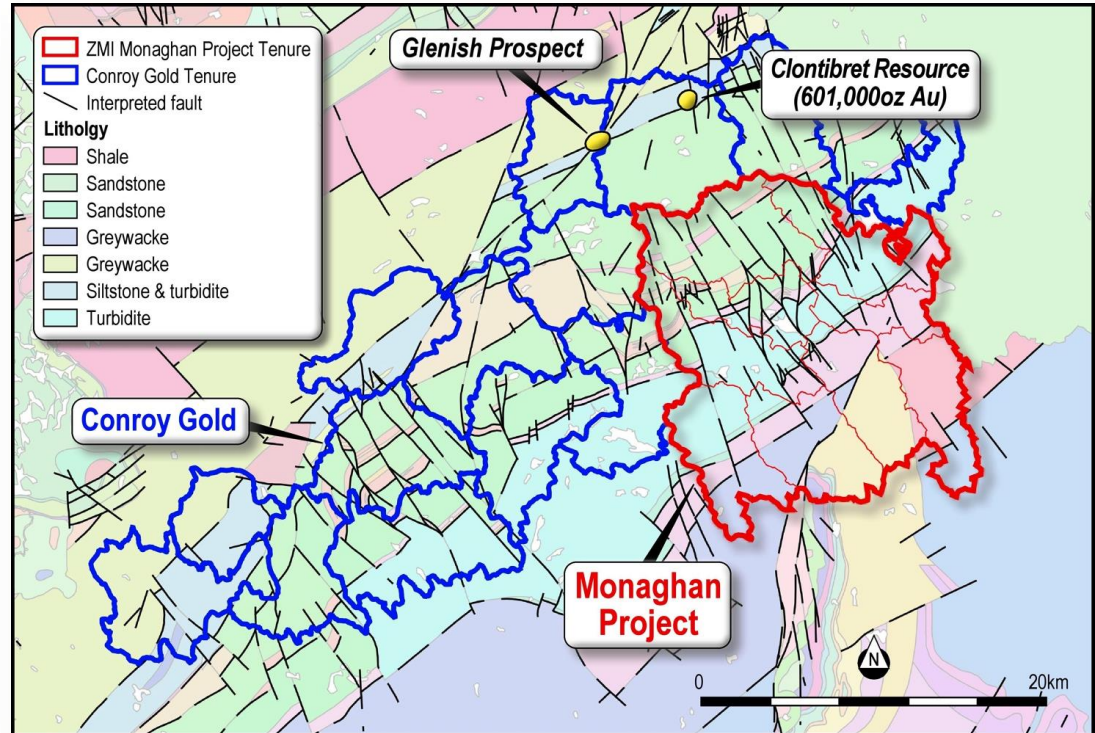 ZMI Monaghan Project Tenure
Conroy Gold Tenure
Interpreted fault
Litholgy
Shale
Sandstone
Sandstone
Greywacke
Greywacke
Siltstone & turbidite
Turbidite
Glenish Prospect
Clontibret Resource
(601,000oz Au)
Conroy Gold
Monaghan
Project
N
0
20km